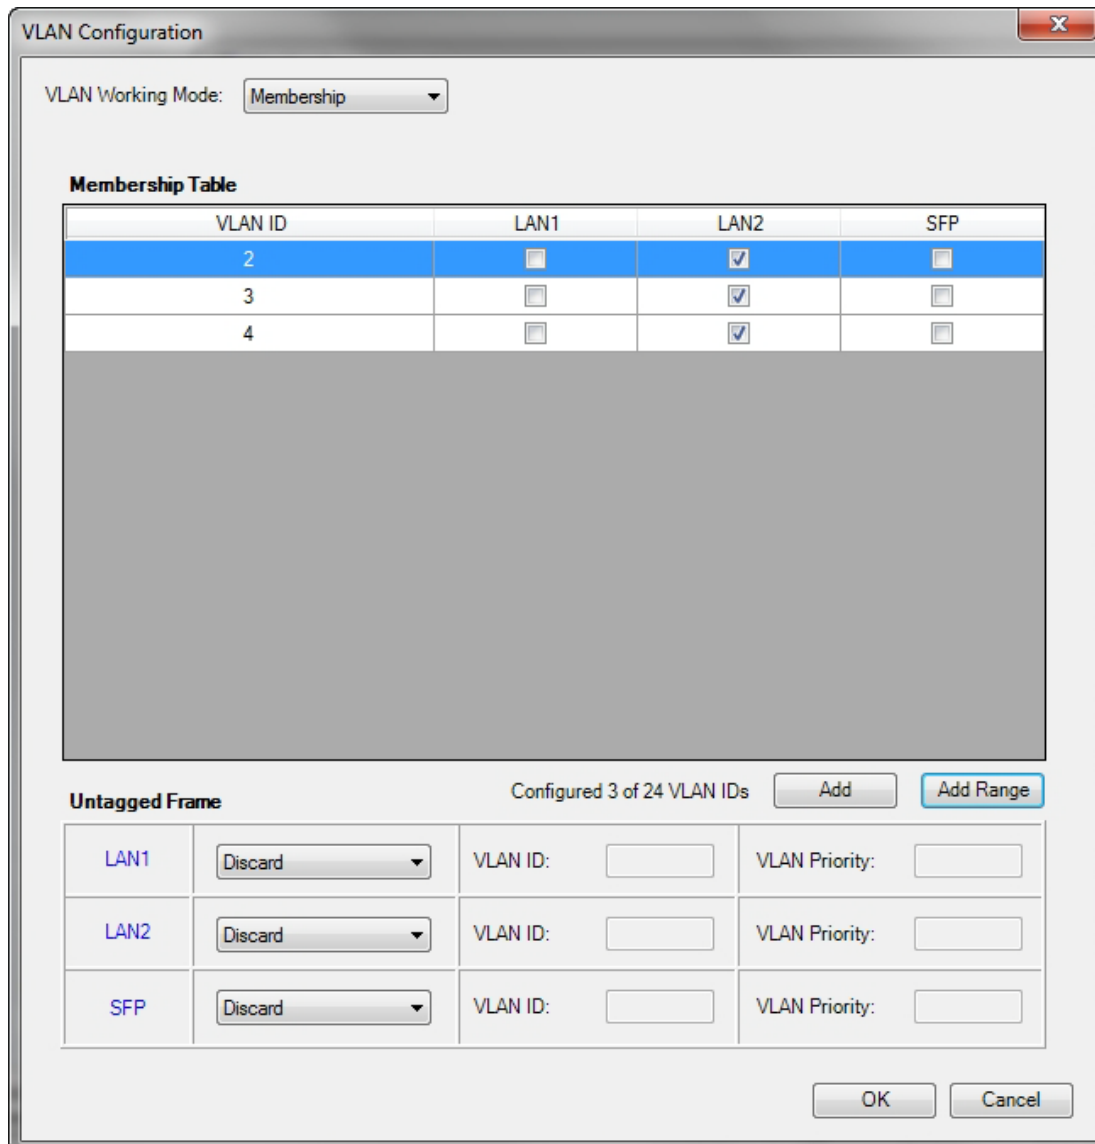 VLAN Configuration
VLAN Working Mode: Membership
Membership Table
VLAN ID LAN1 LAN2 SFP
2
3
4
Configured 3 of 24 VLAN IDs Add Add Range
Untagged Frame
LAN1 Discard VLAN ID: VLAN Priority:
LAN2 Discard VLAN ID: VLAN Priority:
SFP Discard VLAN ID: VLAN Priority:
OK Cancel